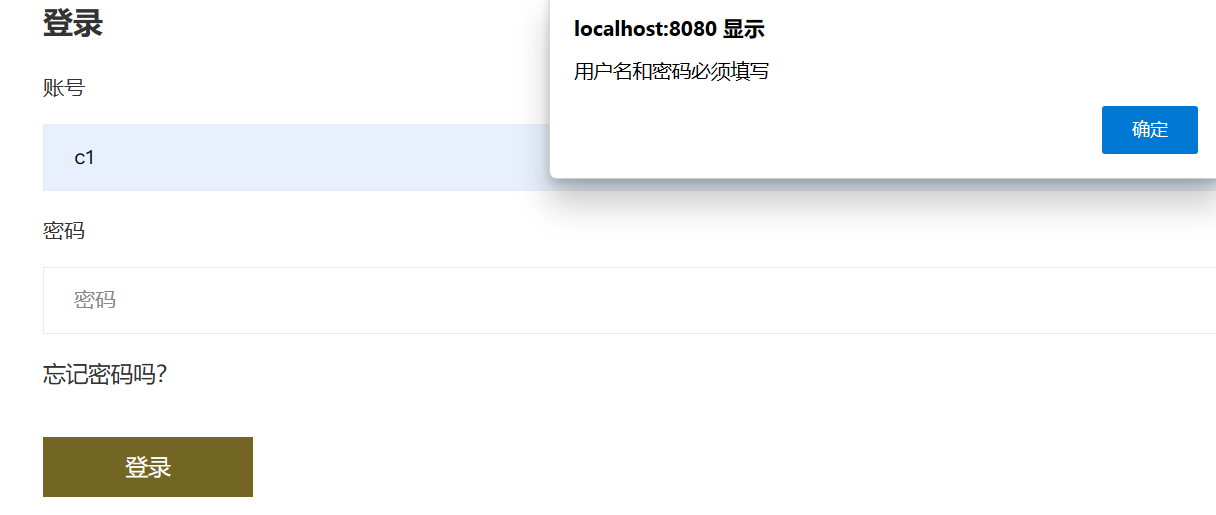 登录
localhost:8080 显示
用户名和密码必须填写
确定
账号
c1
密码
密码
忘记密码吗?
登录